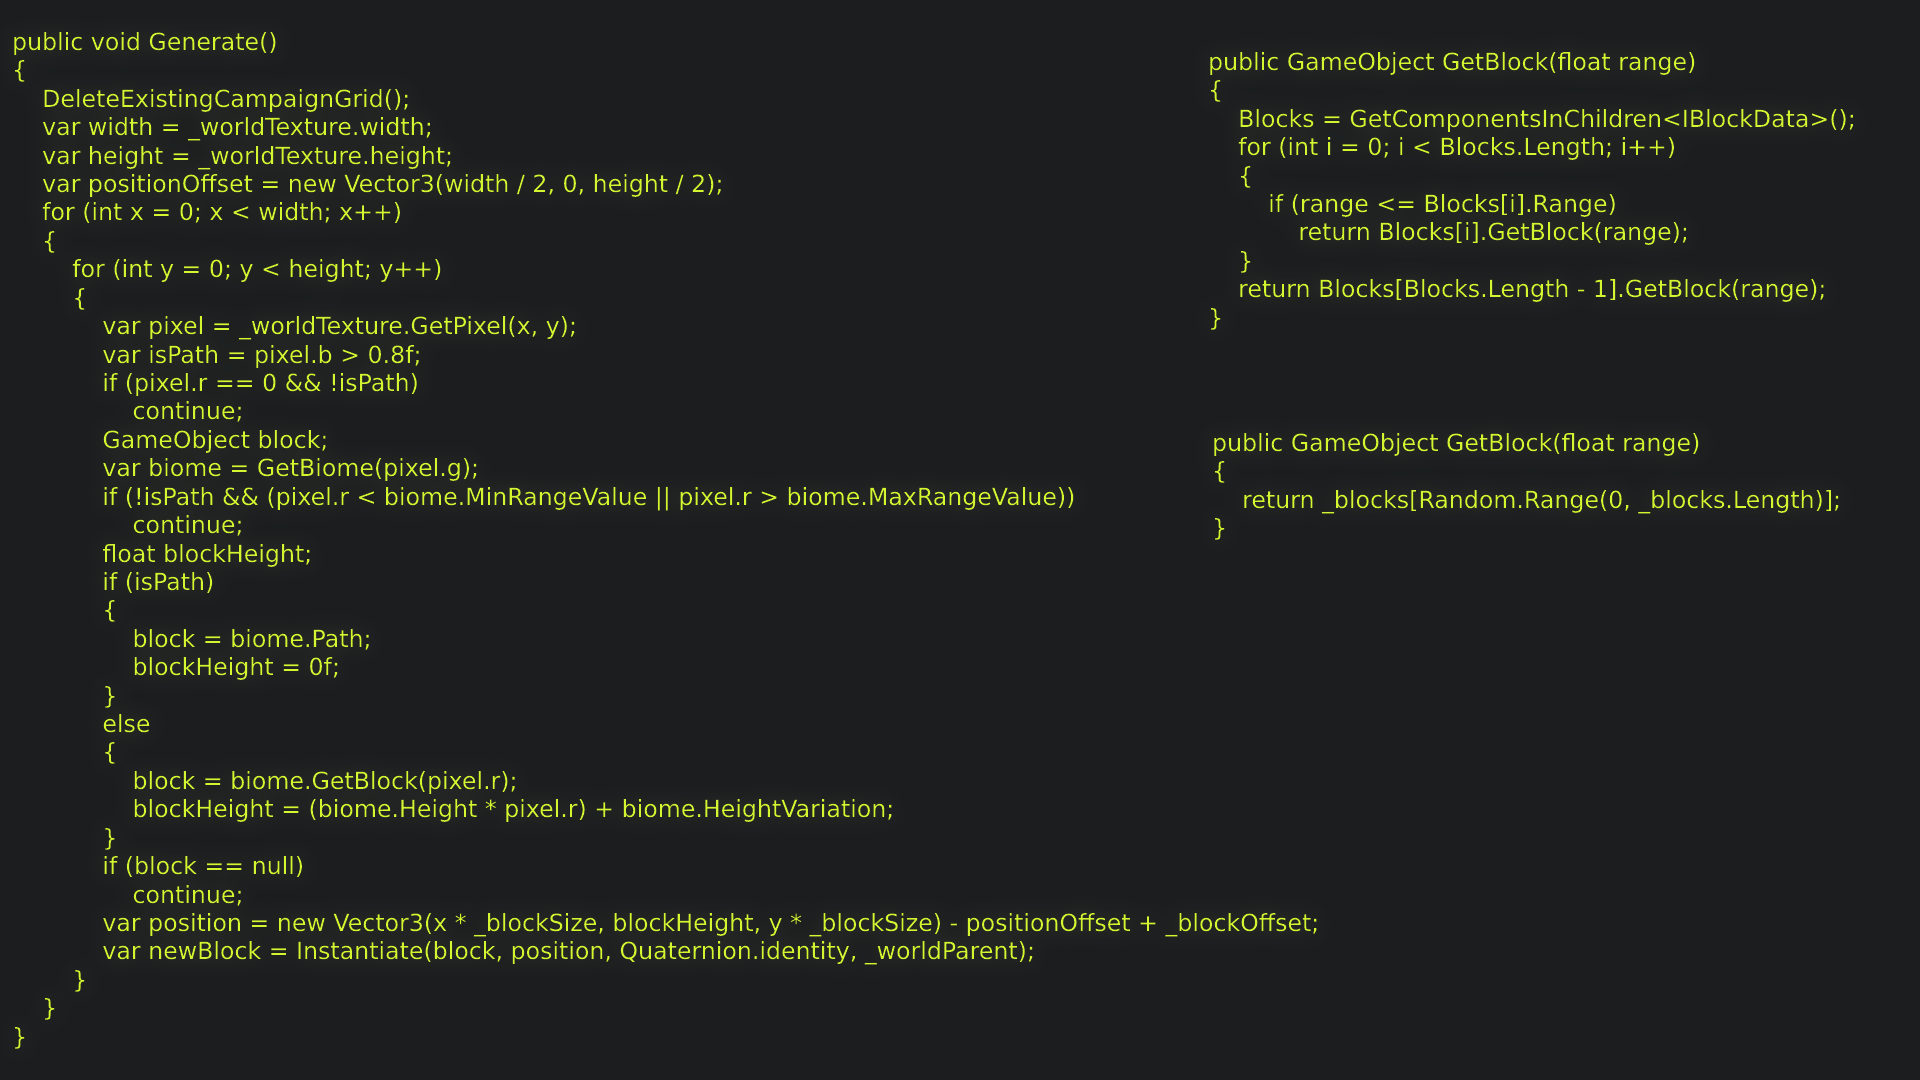 public void Generate()
{
DeleteExistingCampaignGrid();
var width = _worldTexture.width;
var height = _worldTexture.height;
var positionOffset = new Vector3(width / 2, 0, height / 2);
for (int x = 0; x < width; x++)
{
for (int y = 0; y < height; y++)
{
var pixel = _worldTexture.GetPixel(x, y);
var isPath = pixel.b > 0.8f;
if (pixel.r == 0 && !isPath)
continue;
GameObject block;
var biome = GetBiome(pixel.g);
if (!isPath && (pixel.r < biome.MinRangeValue || pixel.r > biome.MaxRangeValue))
continue;
float blockHeight;
if (isPath)
{
block = biome.Path;
blockHeight = 0f;
}
else
{
block = biome.GetBlock(pixel.r);
blockHeight = (biome.Height * pixel.r) + biome.HeightVariation;
}
if (block == null)
continue;
var position = new Vector3(x * _blockSize, blockHeight, y * _blockSize) - positionOffset + _blockOffset;
var newBlock = Instantiate(block, position, Quaternion.identity, _worldParent);
}
}
}
public GameObject GetBlock(float range)
{
Blocks = GetComponentsInChildren<IBlockData>();
for (int i = 0; i < Blocks.Length; i++)
{
if (range <= Blocks[i].Range)
return Blocks[i].GetBlock(range);
}
return Blocks[Blocks.Length - 1].GetBlock(range);
}
public GameObject GetBlock(float range)
{
return _blocks[Random.Range(0, _blocks.Length)];
}